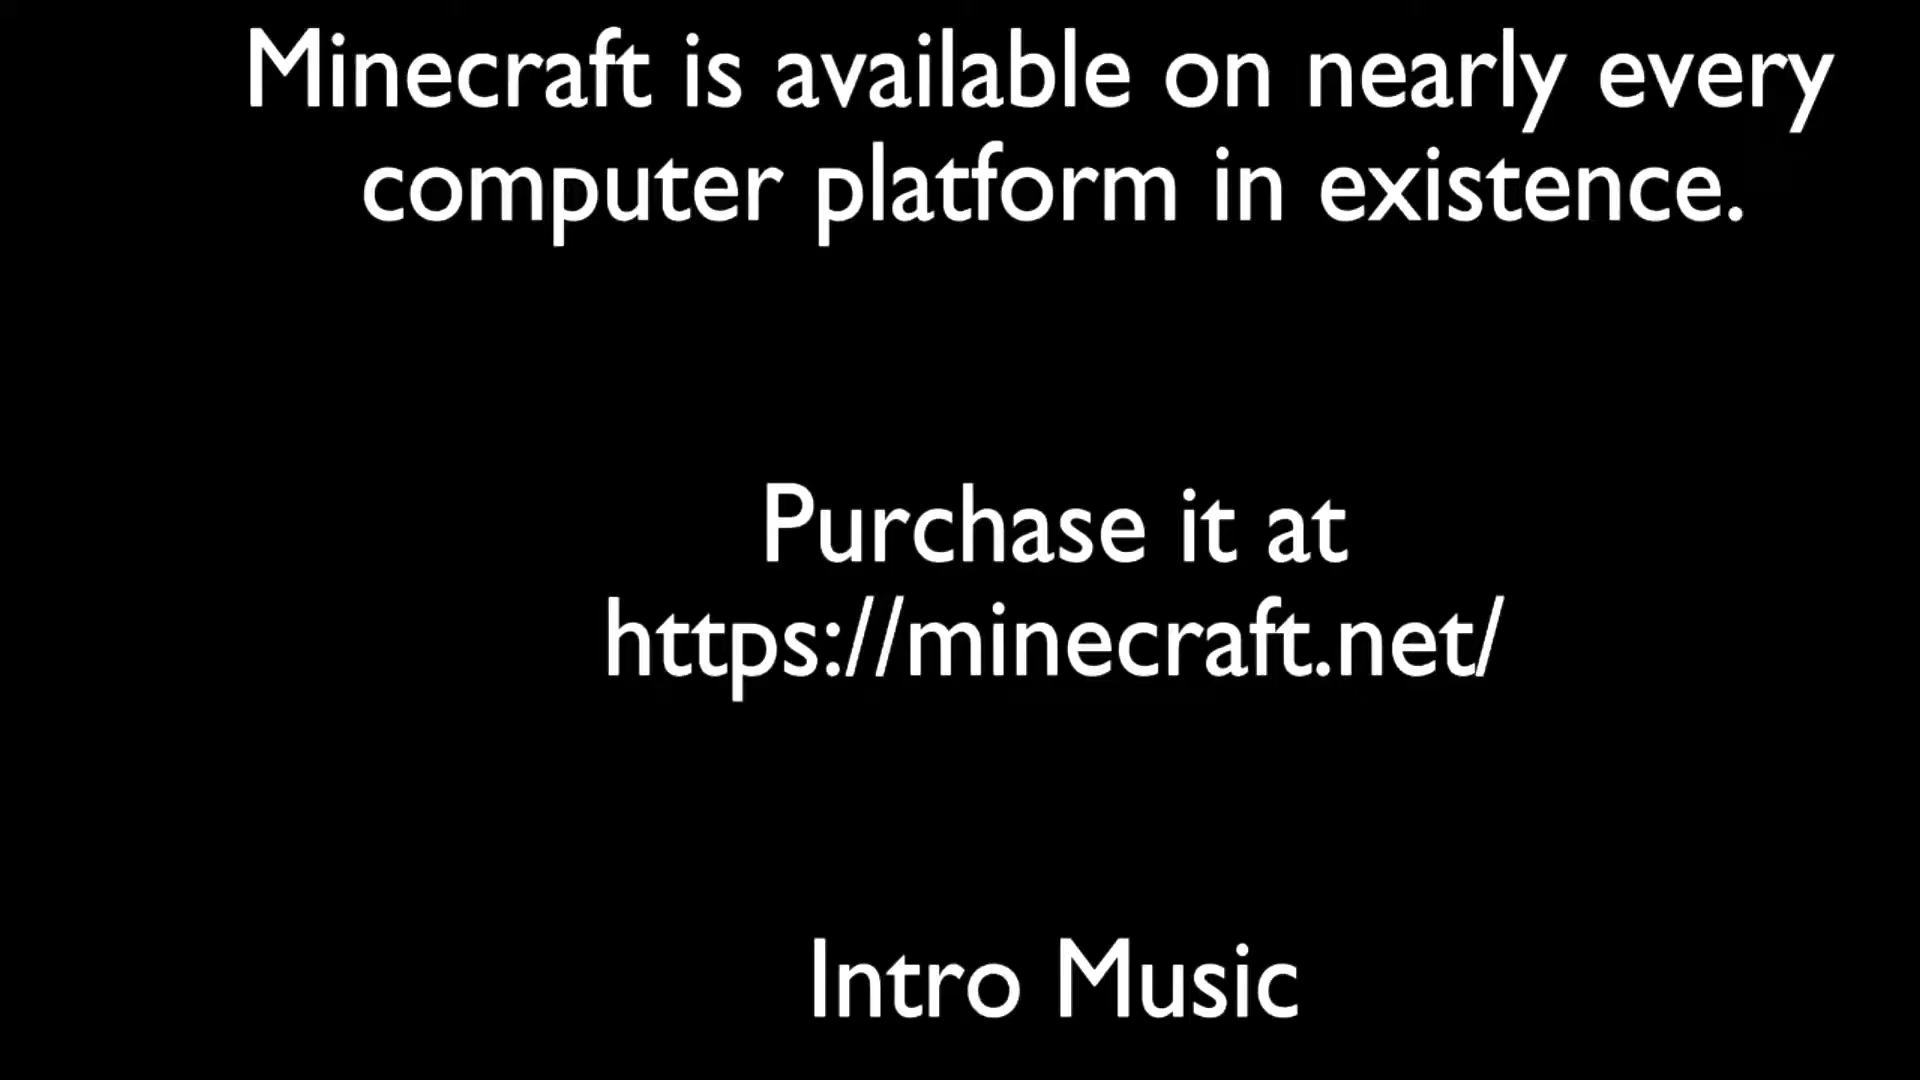 Minecraft is available on nearly every
computer platform in existence.
Purchase it at
https://minecraft.net/
Intro Music